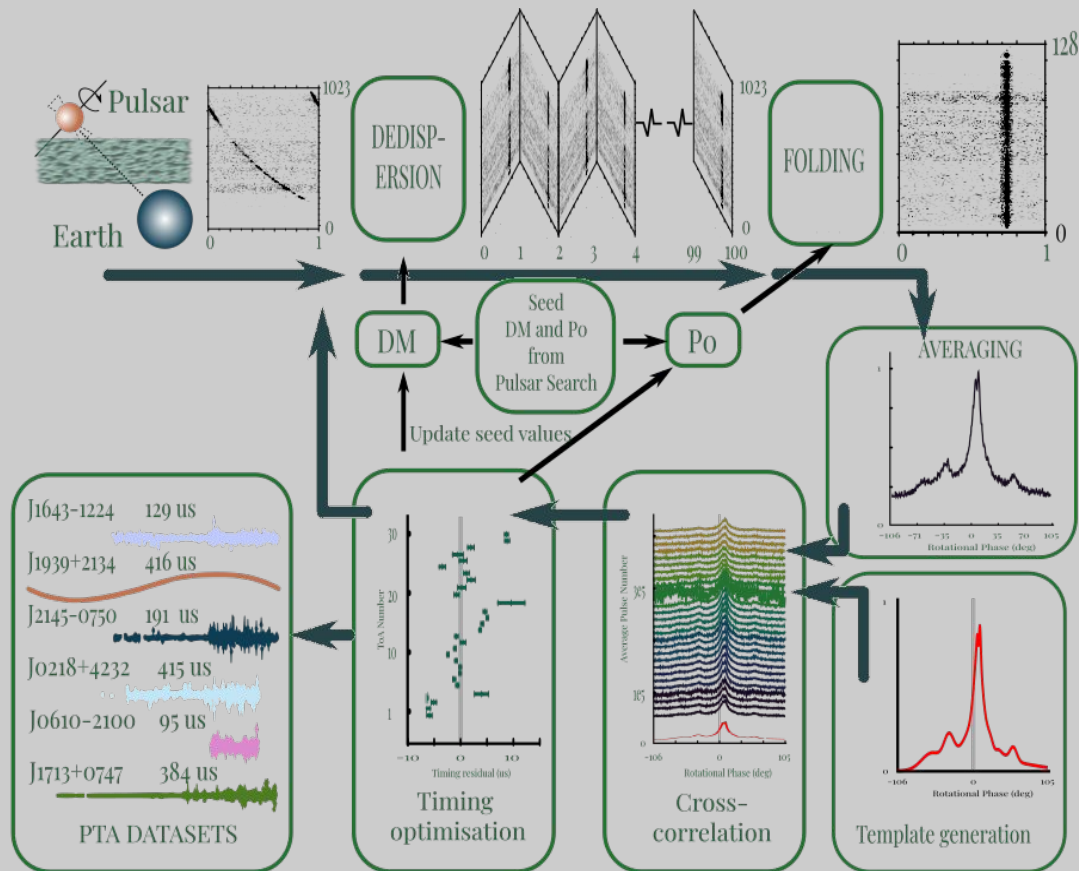 Pulsar
Earth
1023
0
0 1
DEDISP-
ERSION
1023
0
0 1 2 3 4 99 100
FOLDING
128
0
0 1
DM
Seed
DM and P0
from
Pulsar Search
P0
Update seed values
AVERAGING
1
0
-106 -71 -35 0 35 70 105
Rotational Phase (deg)
J1643-1224 129 us
J1939+2134 416 us
J2145-0750 191 us
J0218+4232 415 us
J0610-2100 95 us
J1713+0747 384 us
PTA DATASETS
ToA Number
30
20
10
1
-10 0 10
Timing residual (us)
Timing
optimisation
Average Pulse Number
0
-106 0 105
Rotational Phase (deg)
Cross-
correlation
1
0
-106 0 105
Rotational Phase (deg)
Template generation